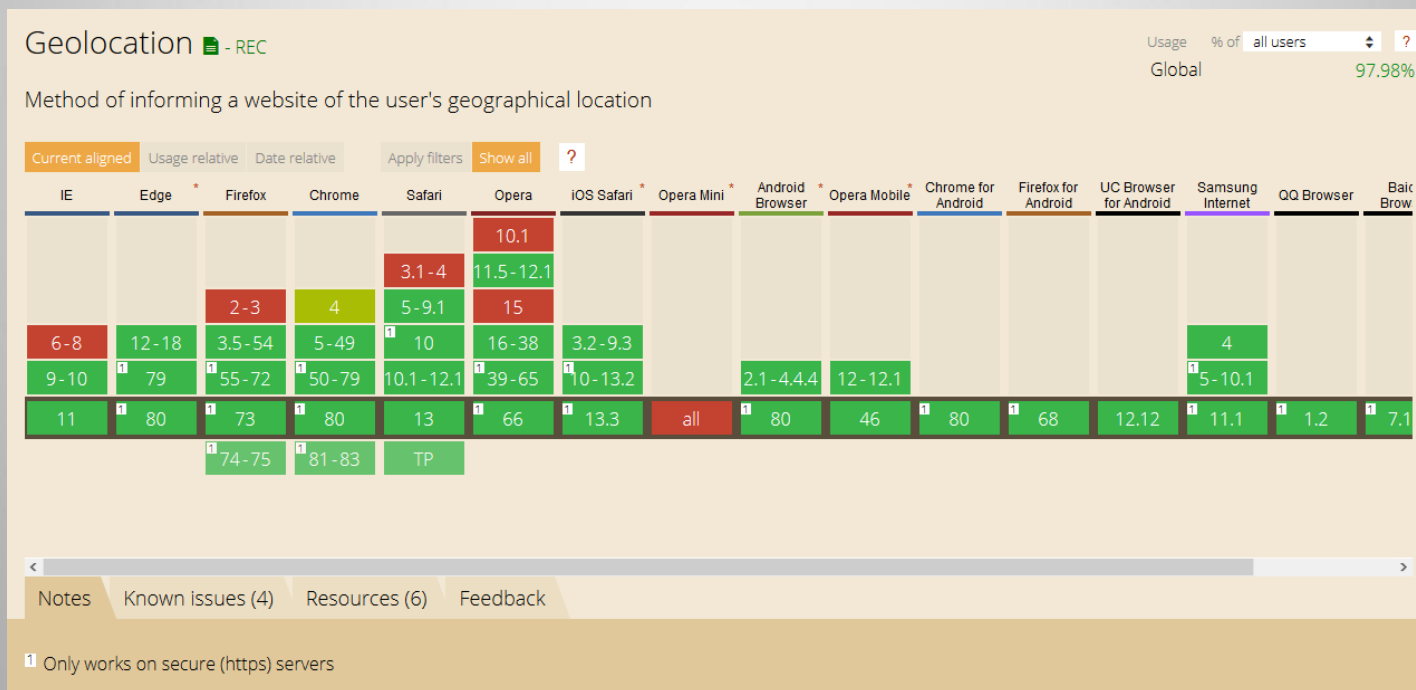 Geolocation - REC
Usage % of all users ?
Global 97.98%
Method of informing a website of the user's geographical location
Current aligned Usage relative Date relative Apply filters Show all ?
IE Edge * Firefox Chrome Safari Opera iOS Safari * Opera Mini * Android Browser * Opera Mobile * Chrome for Android Firefox for Android UC Browser for Android Samsung Internet QQ Browser
10.1
3.1-4 11.5-12.1
2-3 4 5-9.1 15
6-8 12-18 3.5-54 5-49 1 10 16-38 3.2-9.3 4
9-10 1 79 1 55-72 1 50-79 10.1-12.1 1 39-65 1 10-13.2 2.1-4.4.4 12-12.1 1 5-10.1
11 1 80 1 73 1 80 13 1 66 1 13.3 all 1 80 46 1 80 1 68 12.12 1 11.1 1 1.2 1 7.1
1 74-75 1 81-83 TP
Notes Known issues (4) Resources (6) Feedback
1 Only works on secure (https) servers